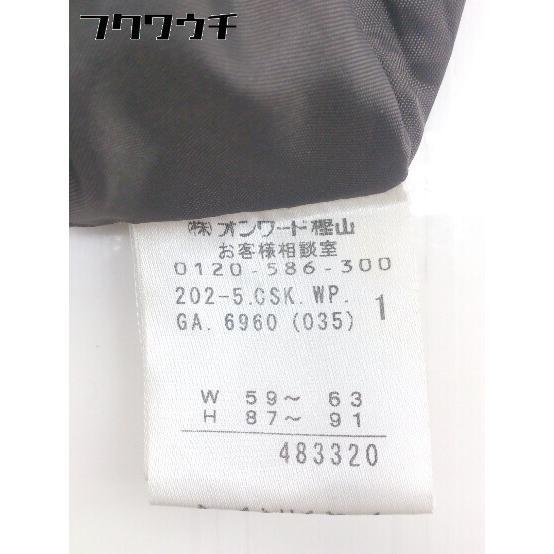 フクワウチ
㈱オンワード樫山
お客様相談室
0120-586-300
202-5.CSK.WP.
GA. 6960 (035) 1
W 59～ 63
H 87～ 91
483320